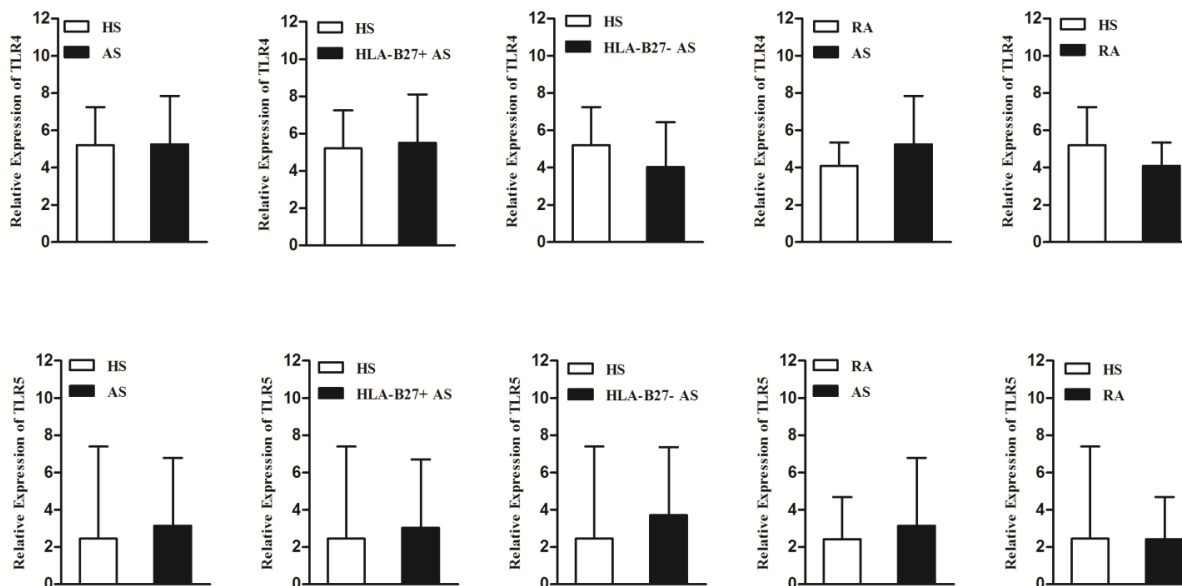 Relative Expression of TLR4
12
10
8
6
4
2
0
HS
AS
Relative Expression of TLR4
12
10
8
6
4
2
0
HS
HLA-B27+ AS
Relative Expression of TLR4
12
10
8
6
4
2
0
HS
HLA-B27- AS
Relative Expression of TLR4
12
10
8
6
4
2
0
RA
AS
Relative Expression of TLR4
12
10
8
6
4
2
0
HS
RA
Relative Expression of TLR5
12
10
8
6
4
2
0
HS
AS
Relative Expression of TLR5
12
10
8
6
4
2
0
HS
HLA-B27+ AS
Relative Expression of TLR5
12
10
8
6
4
2
0
HS
HLA-B27- AS
Relative Expression of TLR5
12
10
8
6
4
2
0
RA
AS
Relative Expression of TLR5
12
10
8
6
4
2
0
HS
RA